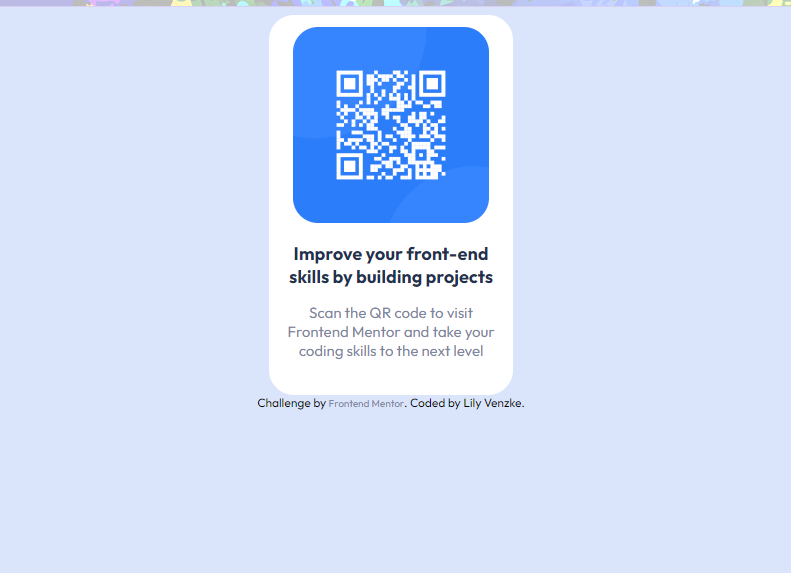 Improve your front-end
skills by building projects
Scan the QR code to visit
Frontend Mentor and take your
coding skills to the next level
Challenge by Frontend Mentor. Coded by Lily Venzke.